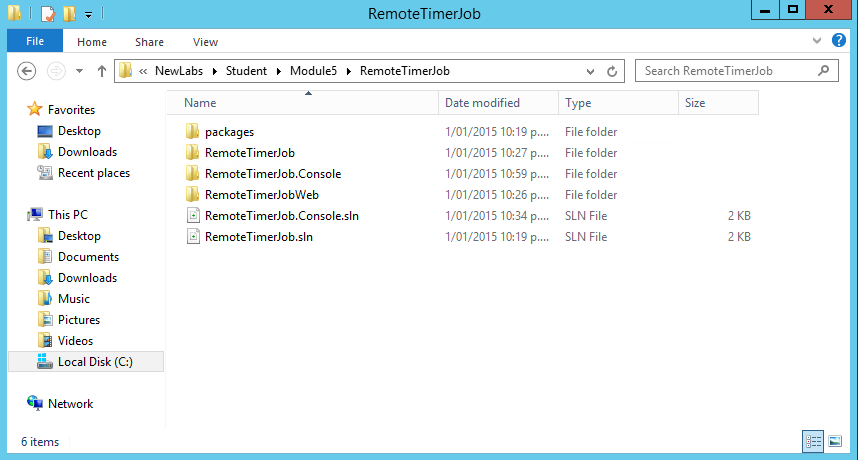 RemoteTimerJob
File Home Share View
« NewLabs Student Module5 RemoteTimerJob Search RemoteTimerJob
Favorites
Desktop
Downloads
Recent places
This PC
Desktop
Documents
Downloads
Music
Pictures
Videos
Local Disk (C:)
Network
Name Date modified Type Size
packages 1/01/2015 10:19 p.... File folder
RemoteTimerJob 1/01/2015 10:27 p.... File folder
RemoteTimerJob.Console 1/01/2015 10:59 p.... File folder
RemoteTimerJobWeb 1/01/2015 10:26 p.... File folder
RemoteTimerJob.Console.sln 1/01/2015 10:34 p.... SLN File 2 KB
RemoteTimerJob.sln 1/01/2015 10:19 p.... SLN File 2 KB
6 items